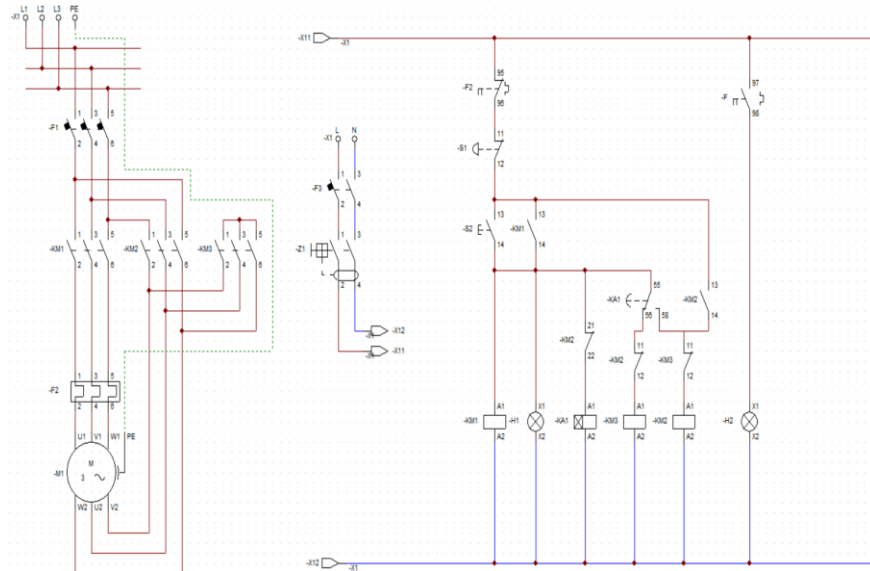 L1 L2 L3 PE
-X1
-F1
1 3 5
2 4 6
-KM1
1 3 5
2 4 6
-KM2
1 3 5
2 4 6
-KM3
1 3 5
2 4 6
-F2
1 3 5
2 4 6
U1 V1 W1 PE
-M1
M
3
W2 U2 V2
L N
-X1
-F3
1 3
2 4
-Z1
1 3
L
2 4
-X12
-X11
-X11
-X1
-F2
95
96
-S1
11
12
-S2
13
14
-KM1
13
14
-KM2
21
22
-KA1
55
56 58
-KM2
13
14
-KM2
11
12
-KM3
11
12
-F
97
98
-KM1
A1
A2
-H1
X1
X2
-KA1
A1
A2
-KM3
A1
A2
-KM2
A1
A2
-H2
X1
X2
-X12
-X1